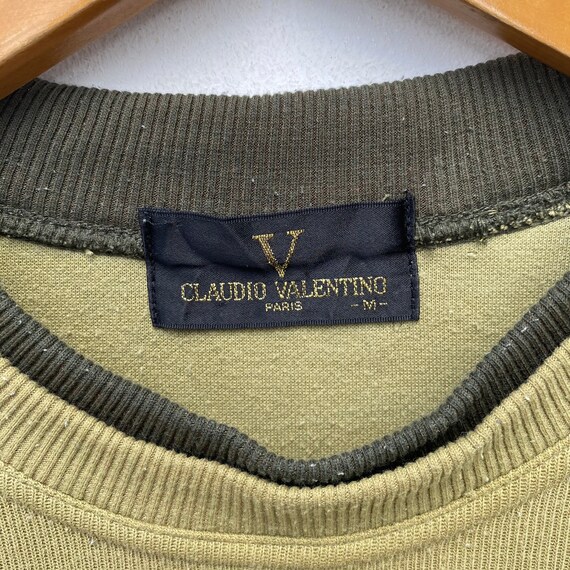 V
CLAUDIO VALENTINO
PARIS -M-